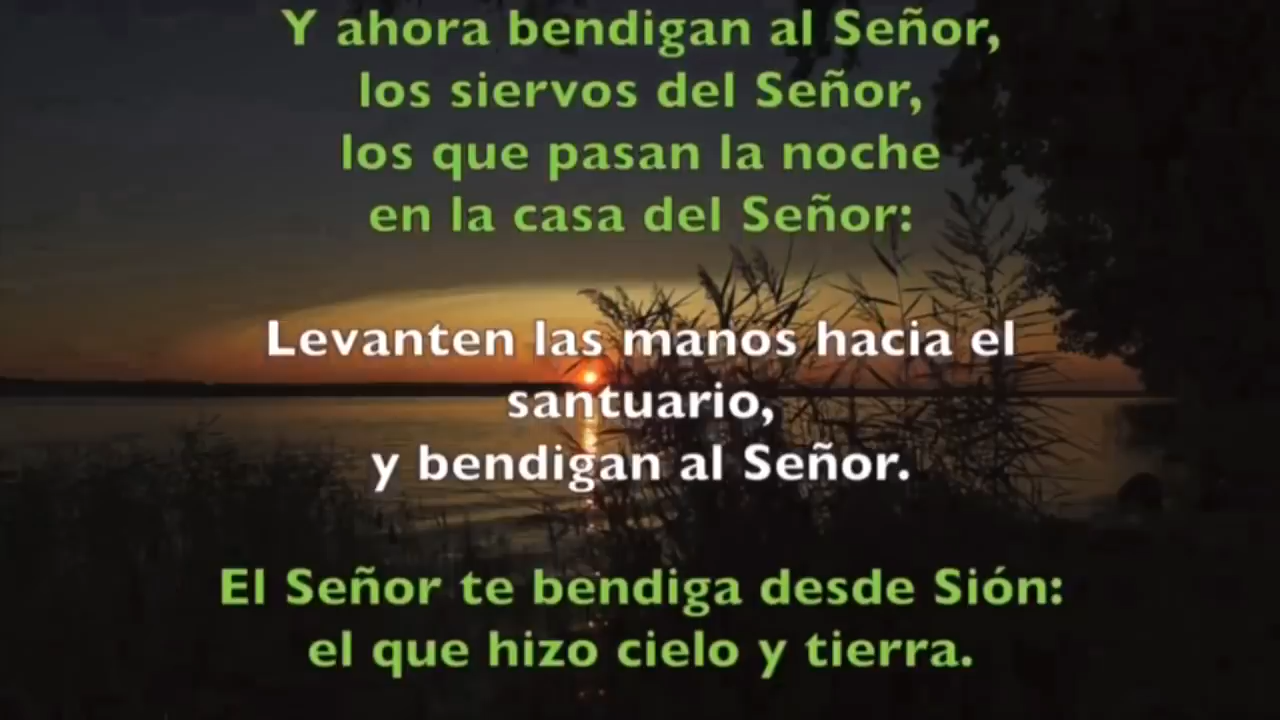 Y ahora bendigan al Señor,
los siervos del Señor,
los que pasan la noche
en la casa del Señor:
Levanten las manos hacia el
santuario,
y bendigan al Señor.
El Señor te bendiga desde Sión:
el que hizo cielo y tierra.